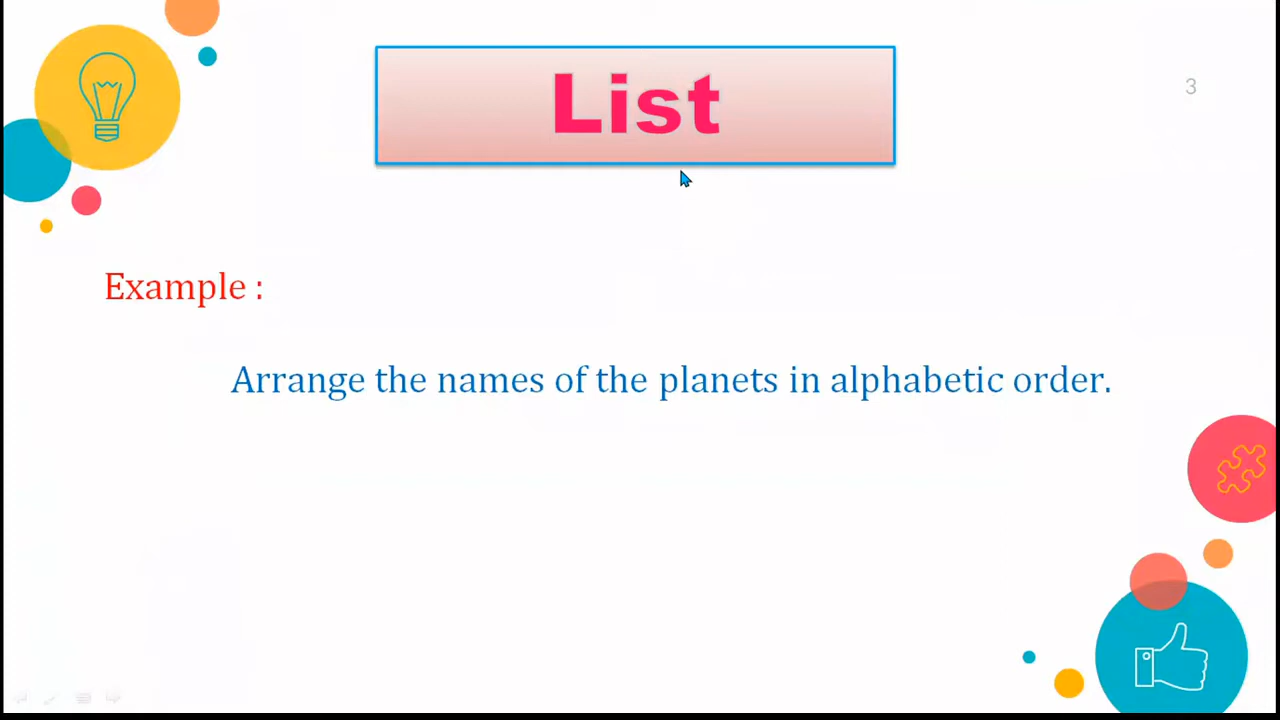 List
3
Example :
Arrange the names of the planets in alphabetic order.